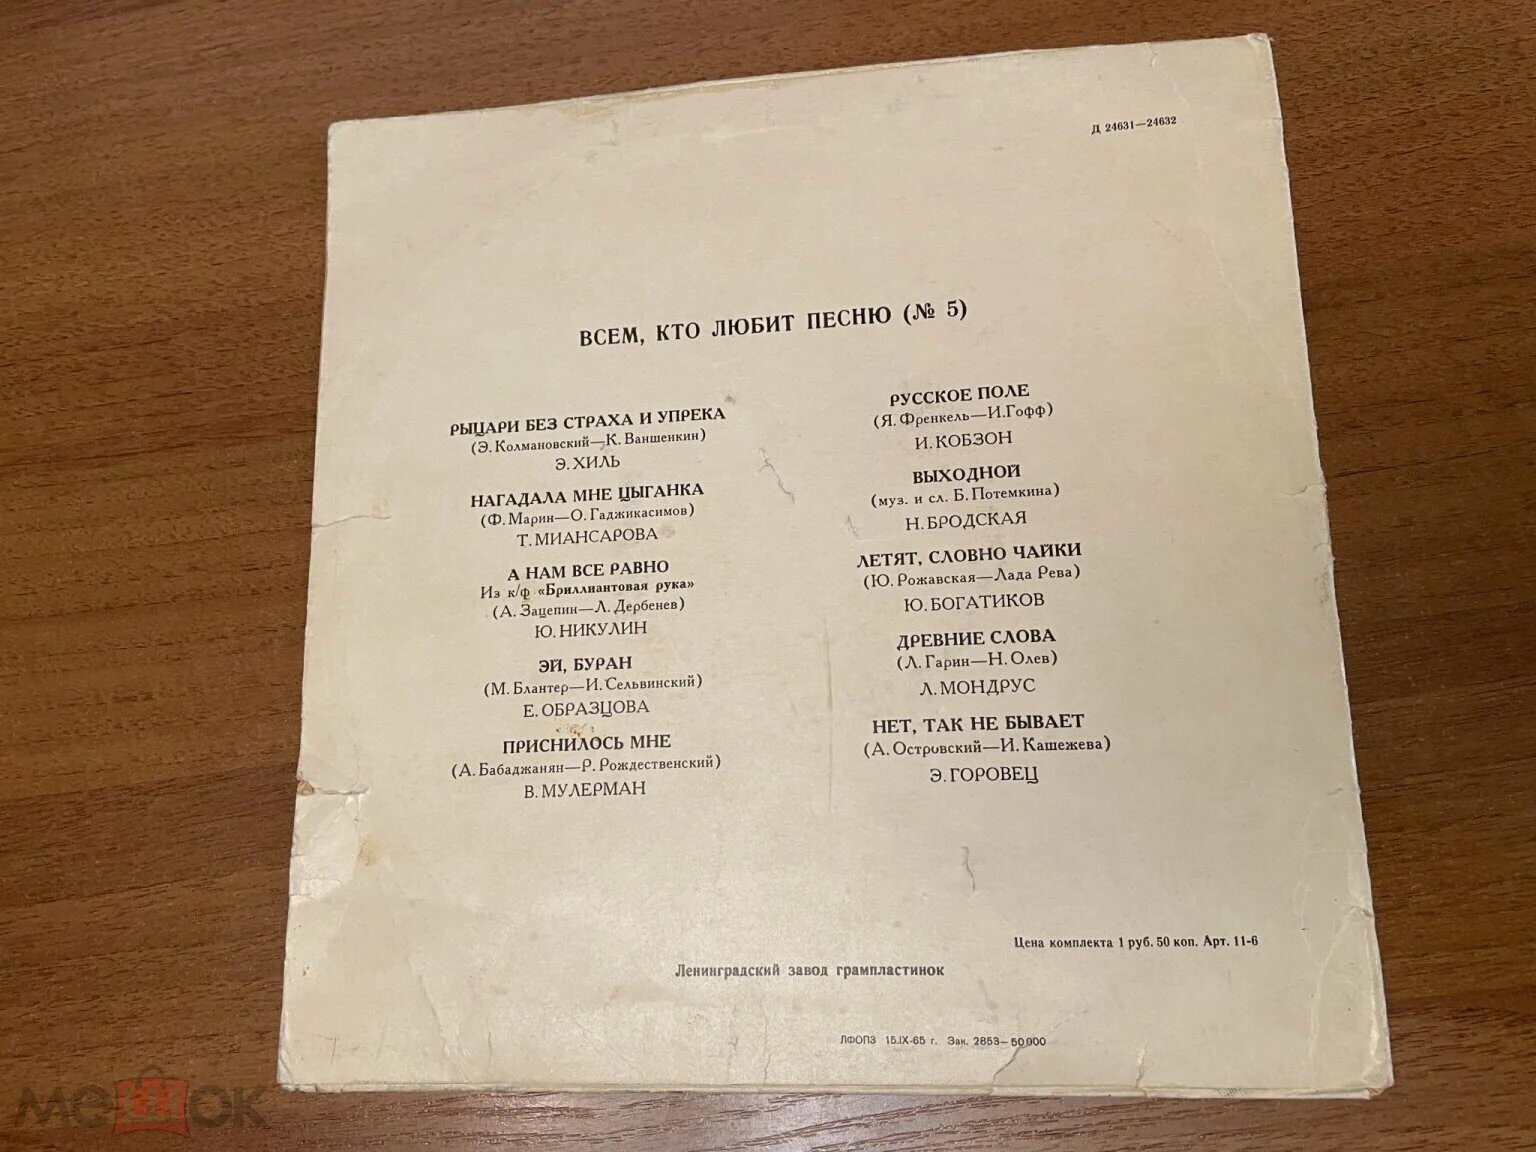 Д 24631—24632
ВСЕМ, КТО ЛЮБИТ ПЕСНЮ (№ 5)
РЫЦАРИ БЕЗ СТРАХА И УПРЕКА
(Э. Колмановский—К. Ваншенкин)
Э. ХИЛЬ
НАГАДАЛА МНЕ ЦЫГАНКА
(Ф. Марин—О. Гаджикасимов)
Т. МИАНСАРОВА
А НАМ ВСЕ РАВНО
Из к/ф «Бриллиантовая рука»
(А. Зацепин—Л. Дербенев)
Ю. НИКУЛИН
ЭЙ, БУРАН
(М. Блантер—И. Сельвинский)
Е. ОБРАЗЦОВА
ПРИСНИЛОСЬ МНЕ
(А. Бабаджанян—Р. Рождественский)
В. МУЛЕРМАН
РУССКОЕ ПОЛЕ
(Я. Френкель—И. Гофф)
И. КОБЗОН
ВЫХОДНОЙ
(муз. и сл. Б. Потемкина)
Н. БРОДСКАЯ
ЛЕТЯТ, СЛОВНО ЧАЙКИ
(Ю. Рожавская—Лада Рева)
Ю. БОГАТИКОВ
ДРЕВНИЕ СЛОВА
(Л. Гарин—Н. Олев)
Л. МОНДРУС
НЕТ, ТАК НЕ БЫВАЕТ
(А. Островский—И. Кашежева)
Э. ГОРОВЕЦ
Цена комплекта 1 руб. 50 коп. Арт. 11-6
Ленинградский завод грампластинок
ЛФОПЗ 15.IX-65 г. Зак. 2853—50000
мешок